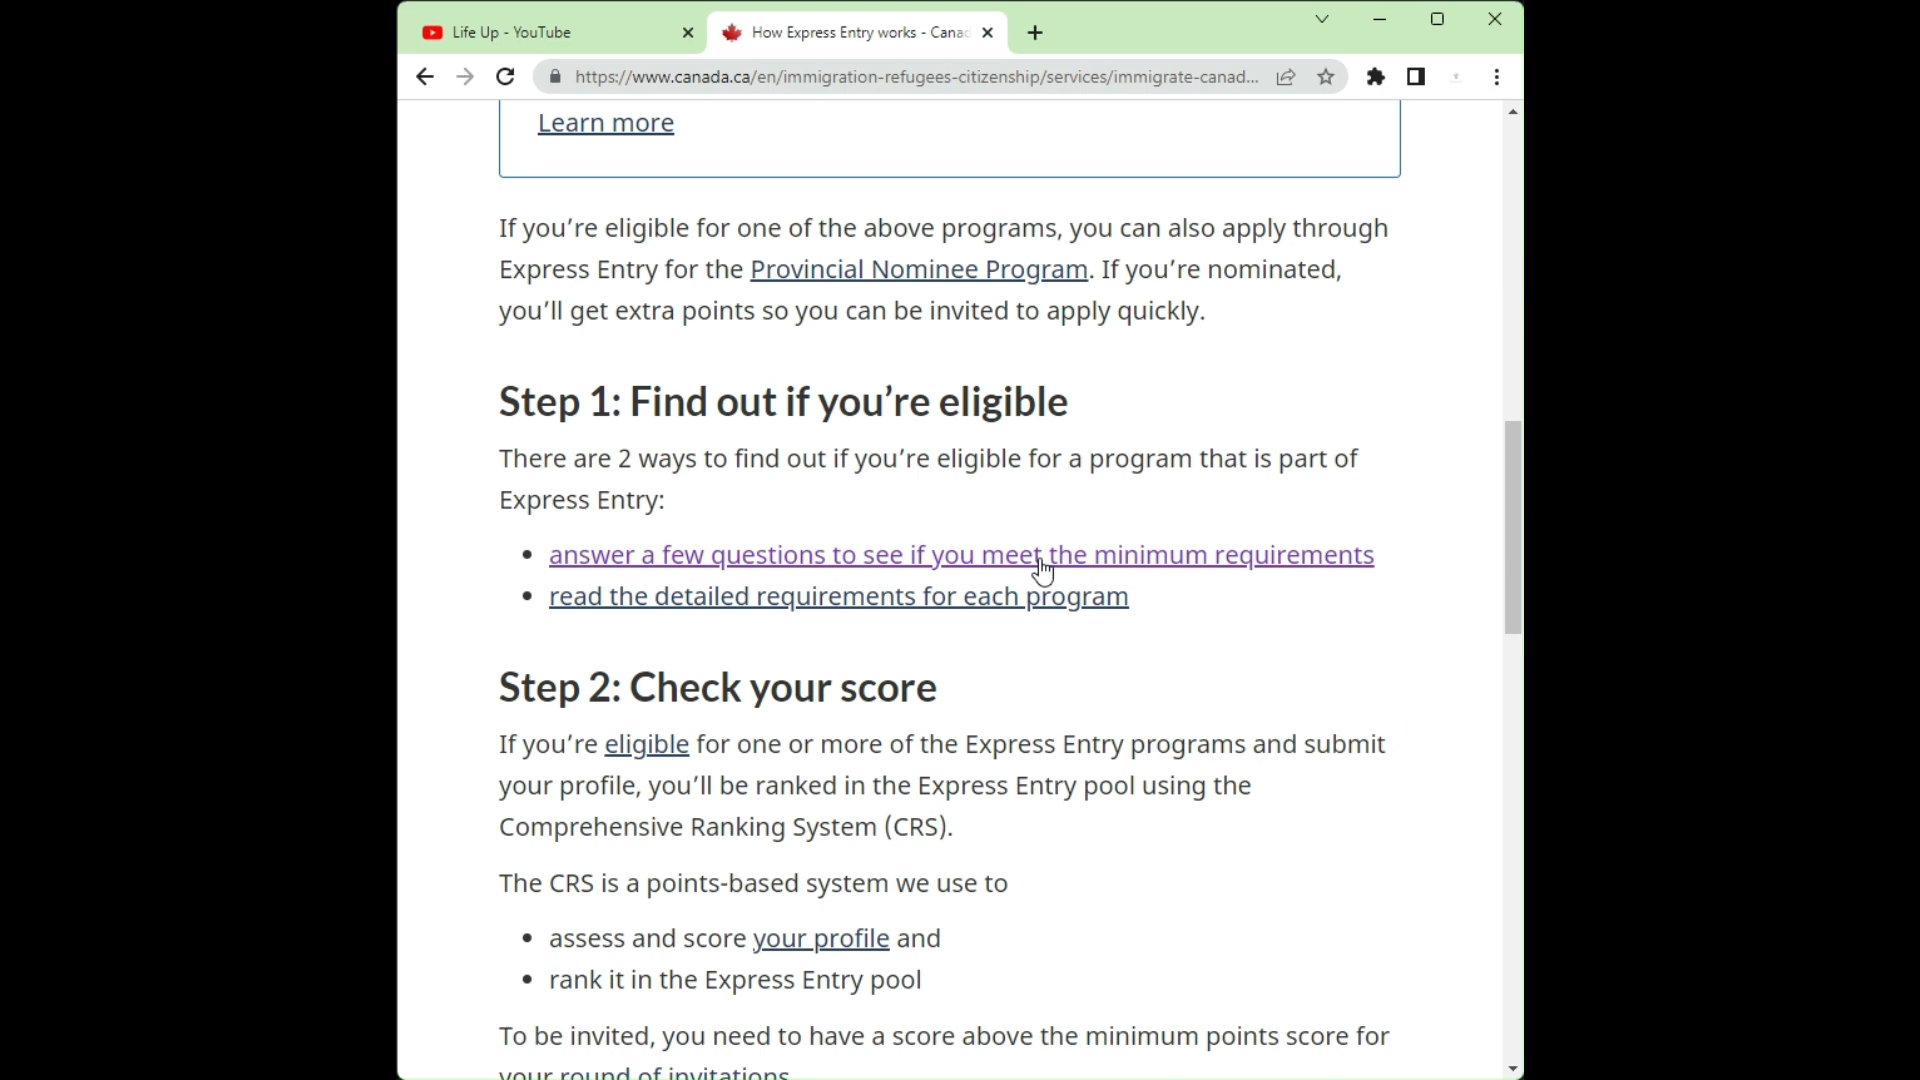 Life Up - YouTube
How Express Entry works - Canad
https://www.canada.ca/en/immigration-refugees-citizenship/services/immigrate-canad...
Learn more
If you’re eligible for one of the above programs, you can also apply through
Express Entry for the Provincial Nominee Program. If you’re nominated,
you’ll get extra points so you can be invited to apply quickly.
Step 1: Find out if you’re eligible
There are 2 ways to find out if you’re eligible for a program that is part of
Express Entry:
• answer a few questions to see if you meet the minimum requirements
• read the detailed requirements for each program
Step 2: Check your score
If you’re eligible for one or more of the Express Entry programs and submit
your profile, you’ll be ranked in the Express Entry pool using the
Comprehensive Ranking System (CRS).
The CRS is a points-based system we use to
• assess and score your profile and
• rank it in the Express Entry pool
To be invited, you need to have a score above the minimum points score for
your round of invitations